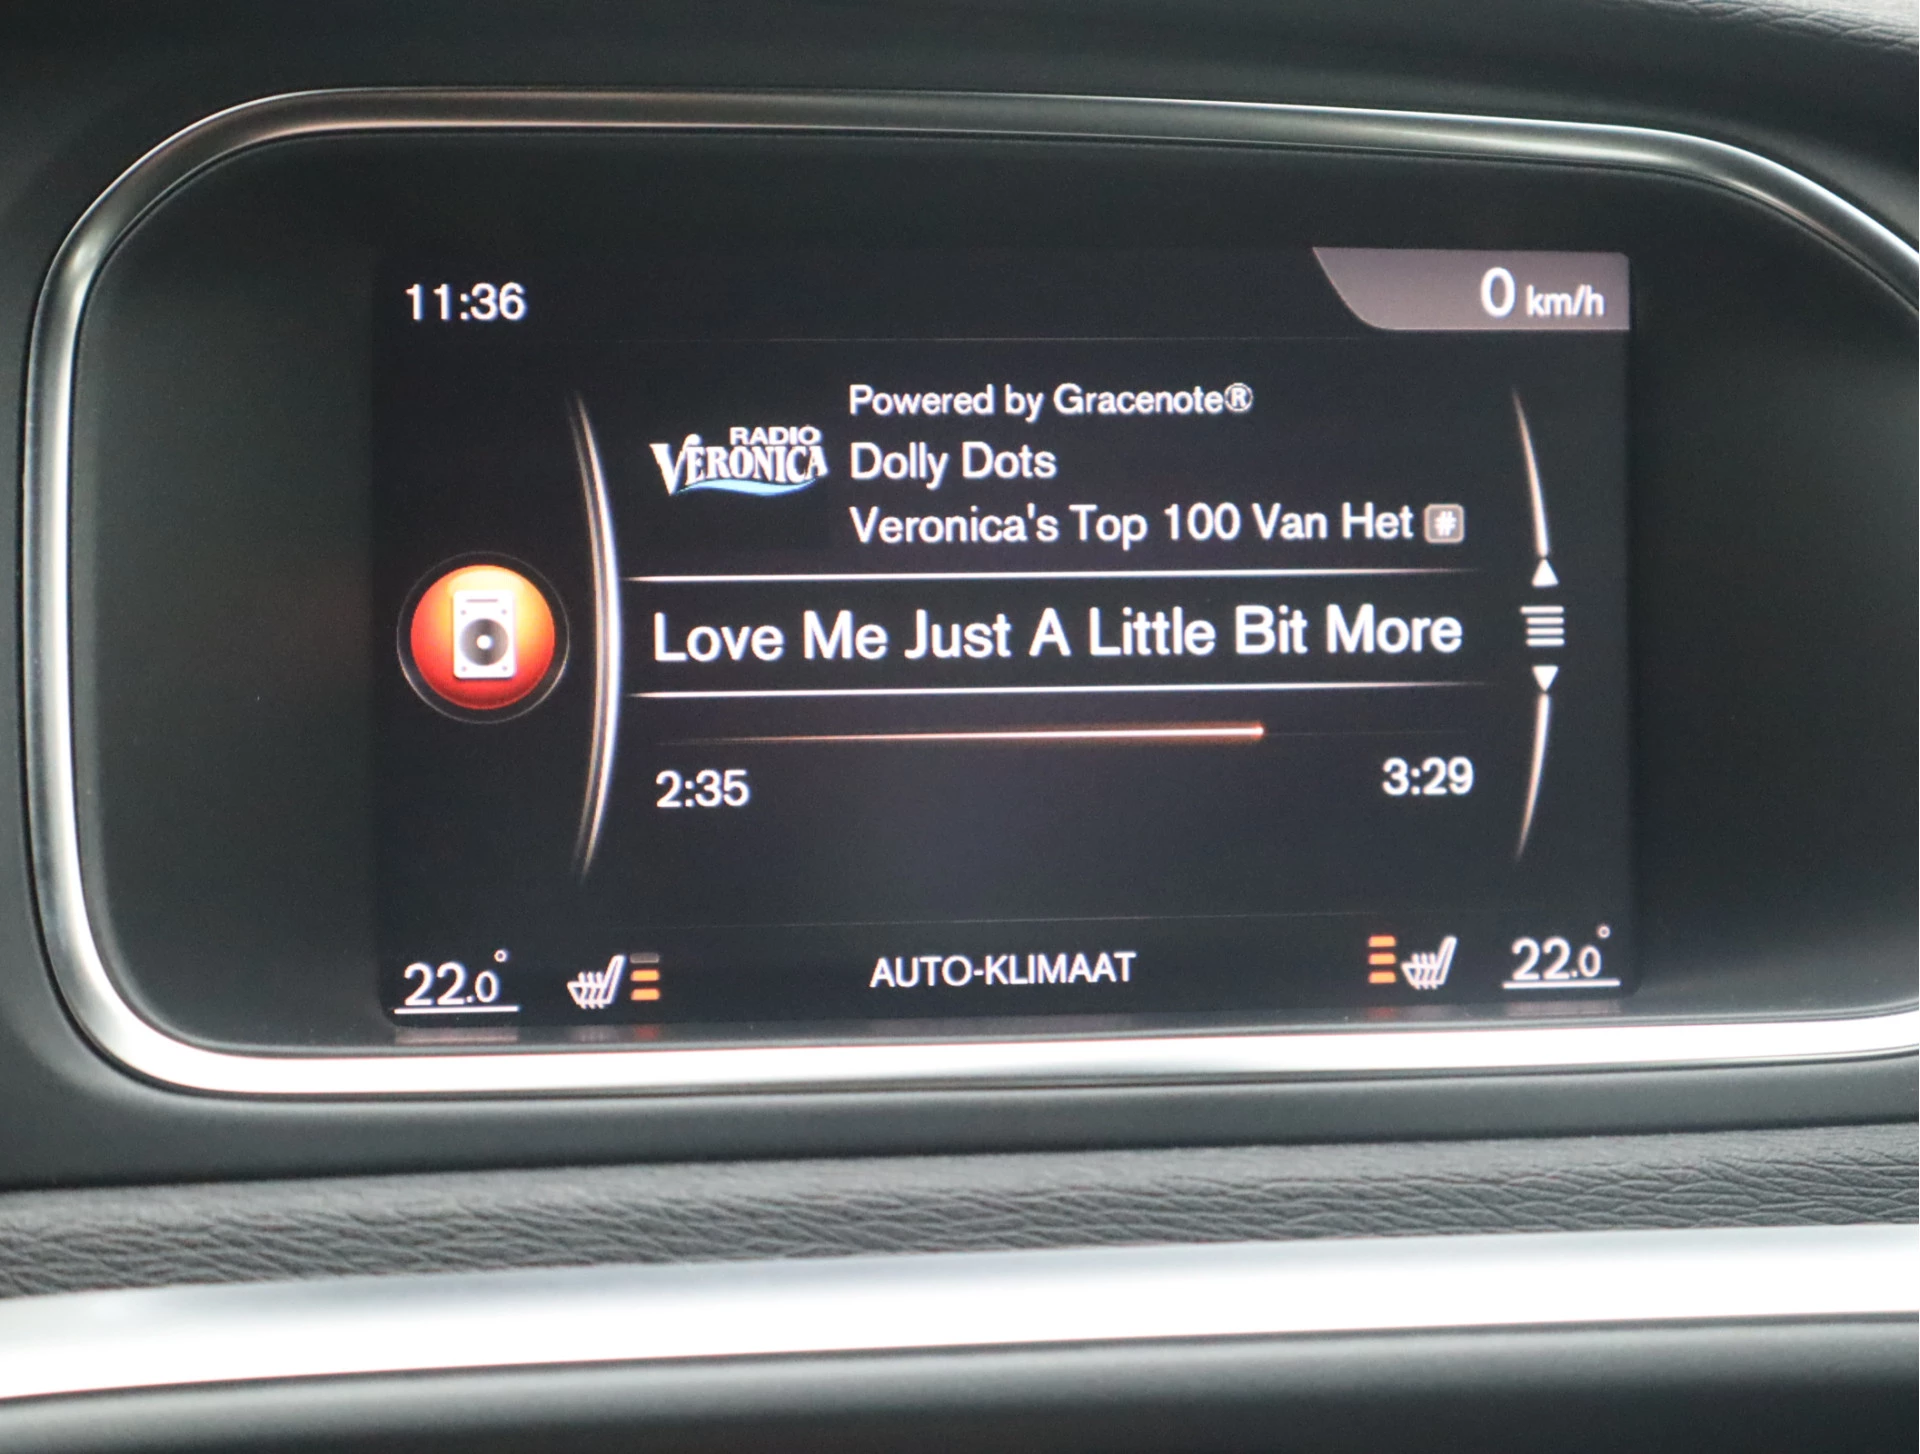 11:36
0 km/h
Powered by Gracenote®
RADIO
VERONICA
Dolly Dots
Veronica's Top 100 Van Het #
Love Me Just A Little Bit More
2:35
3:29
22.0°
AUTO-KLIMAAT
22.0°